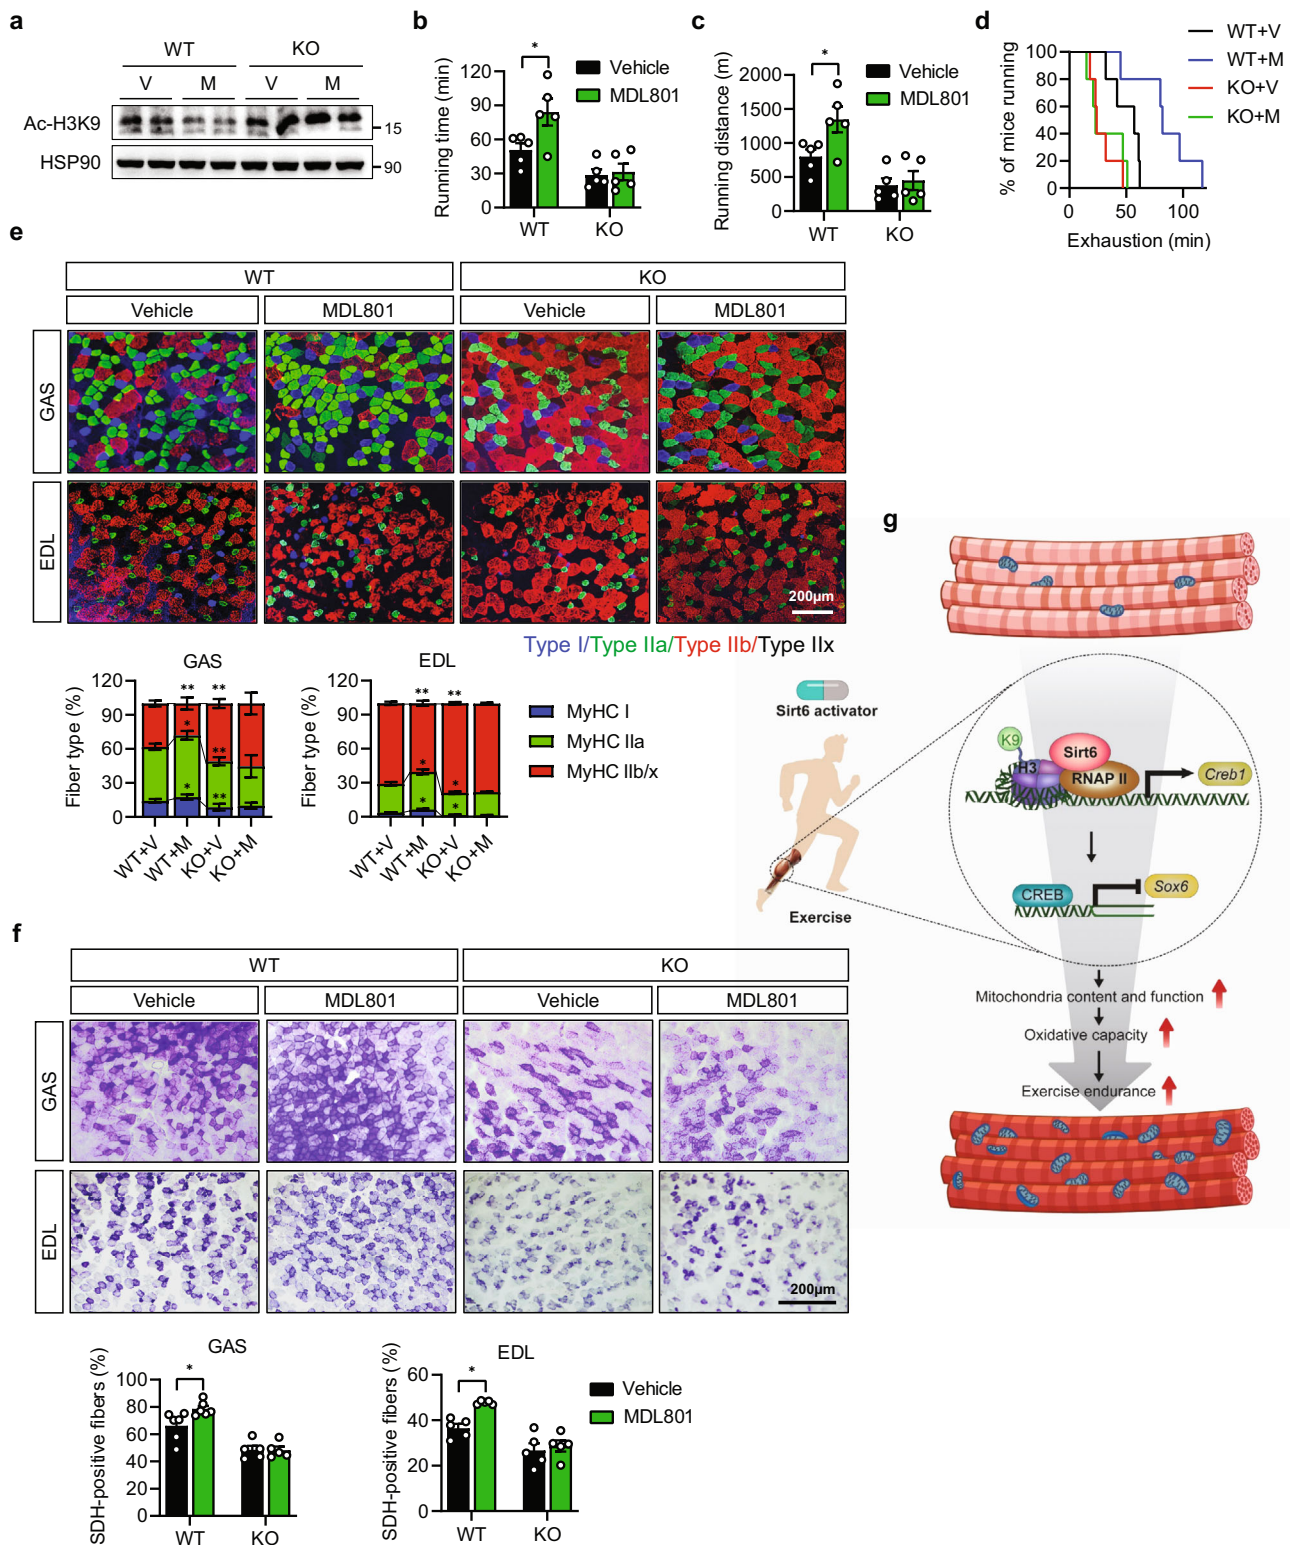 a
WT
KO
V
M
V
M
Ac-H3K9
15
HSP90
90
b
*
Running time (min)
120
90
60
30
0
WT
KO
Vehicle
MDL801
c
*
Running distance (m)
2000
1500
1000
500
0
WT
KO
Vehicle
MDL801
d
% of mice running
100
80
60
40
20
0
0
50
100
Exhaustion (min)
WT+V
WT+M
KO+V
KO+M
e
WT
KO
Vehicle
MDL801
Vehicle
MDL801
GAS
EDL
200μm
Type I/Type IIa/Type IIb/Type IIx
GAS
Fiber type (%)
120
90
60
30
0
** **
*
**
*
**
WT+V
WT+M
KO+V
KO+M
EDL
Fiber type (%)
120
90
60
30
0
** **
*
*
*
*
WT+V
WT+M
KO+V
KO+M
MyHC I
MyHC IIa
MyHC IIb/x
f
WT
KO
Vehicle
MDL801
Vehicle
MDL801
GAS
EDL
200μm
GAS
SDH-positive fibers (%)
100
80
60
40
20
0
*
WT
KO
EDL
SDH-positive fibers (%)
60
40
20
0
*
WT
KO
Vehicle
MDL801
g
Sirt6 activator
Exercise
K9
H3
Sirt6
RNAP II
Creb1
CREB
Sox6
Mitochondria content and function
Oxidative capacity
Exercise endurance